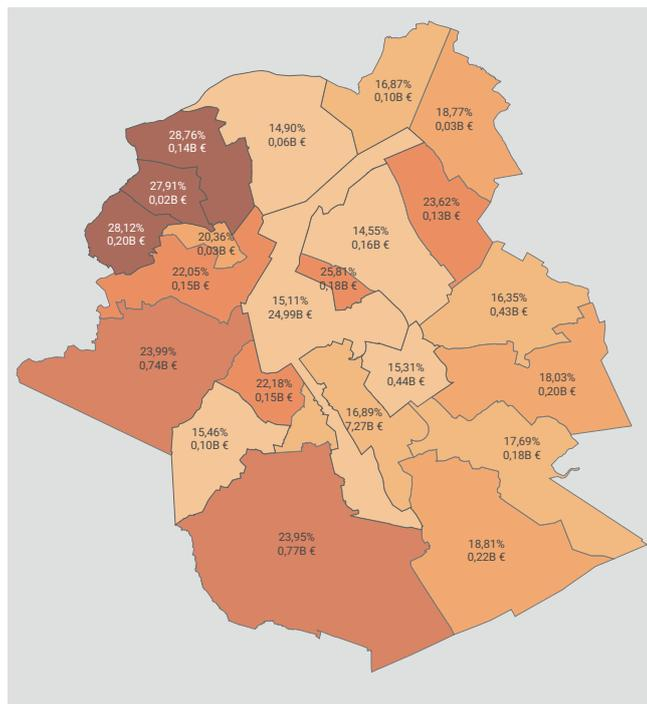 16,87%
0,10B €
18,77%
0,03B €
14,90%
0,06B €
28,76%
0,14B €
27,91%
0,02B €
23,62%
0,13B €
28,12%
0,20B €
20,36%
0,03B €
14,55%
0,16B €
22,05%
0,15B €
25,81%
0,18B €
15,11%
24,99B €
16,35%
0,43B €
23,99%
0,74B €
15,31%
0,44B €
18,03%
0,20B €
22,18%
0,15B €
16,89%
7,27B €
15,46%
0,10B €
17,69%
0,18B €
23,95%
0,77B €
18,81%
0,22B €